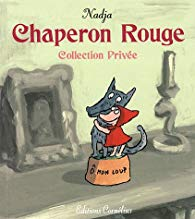 Nadja
Chaperon Rouge
Collection Privée
Ô MON LOUP
Éditions Cornélius